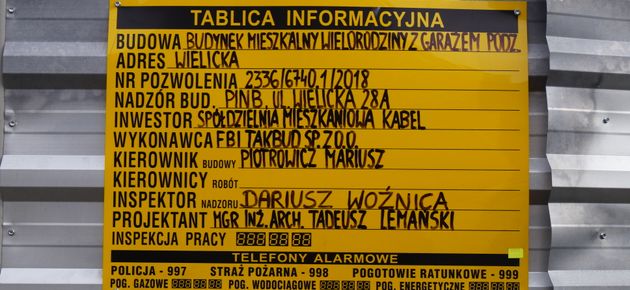 TABLICA INFORMACYJNA
BUDOWA BUDYNEK MIESZKALNY WIELORODZINY Z GARAŻEM PODZ.
ADRES WIELICKA
NR POZWOLENIA 2336/6740.1/2018
NADZÓR BUD. PINB, UL. WIELICKA 28A
INWESTOR SPÓŁDZIELNIA MIESZKANIOWA KABEL
WYKONAWCA FBI TAKBUD SP. Z O.O.
KIEROWNIK BUDOWY PIOTROWICZ MARIUSZ
KIEROWNICY ROBÓT
INSPEKTOR NADZORU DARIUSZ WOŹNICA
PROJEKTANT MGR INŻ. ARCH. TADEUSZ LEMAŃSKI
INSPEKCJA PRACY
TELEFONY ALARMOWE
POLICJA - 997 STRAŻ POŻARNA - 998 POGOTOWIE RATUNKOWE - 999
POG. GAZOWE POG. WODOCIĄGOWE POG. ENERGETYCZNE